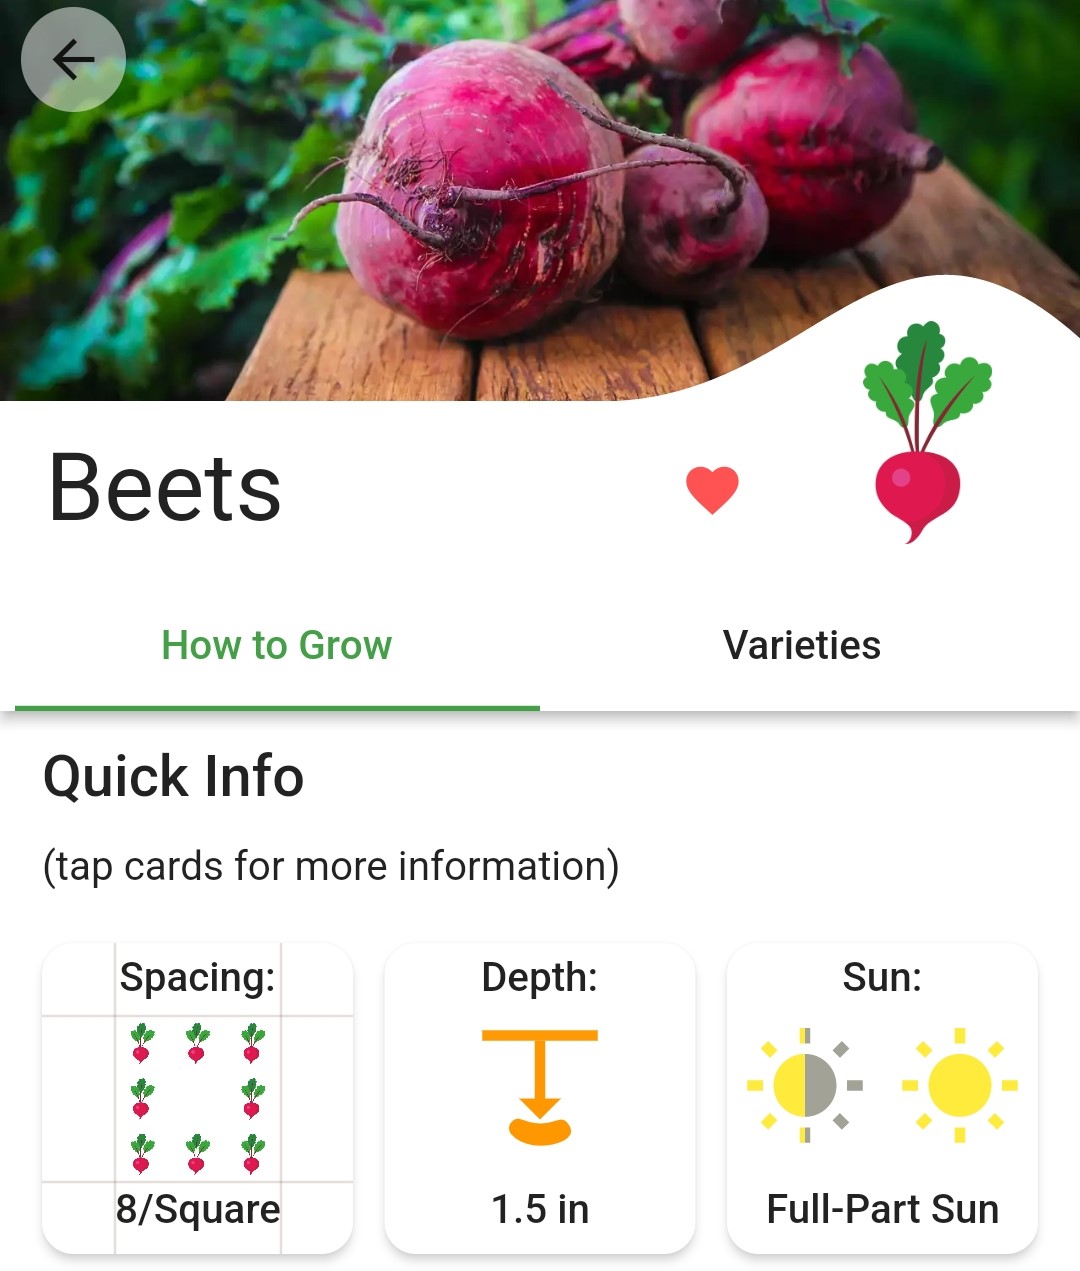 Beets
How to Grow
Varieties
Quick Info
(tap cards for more information)
Spacing:
8/Square
Depth:
1.5 in
Sun:
Full-Part Sun